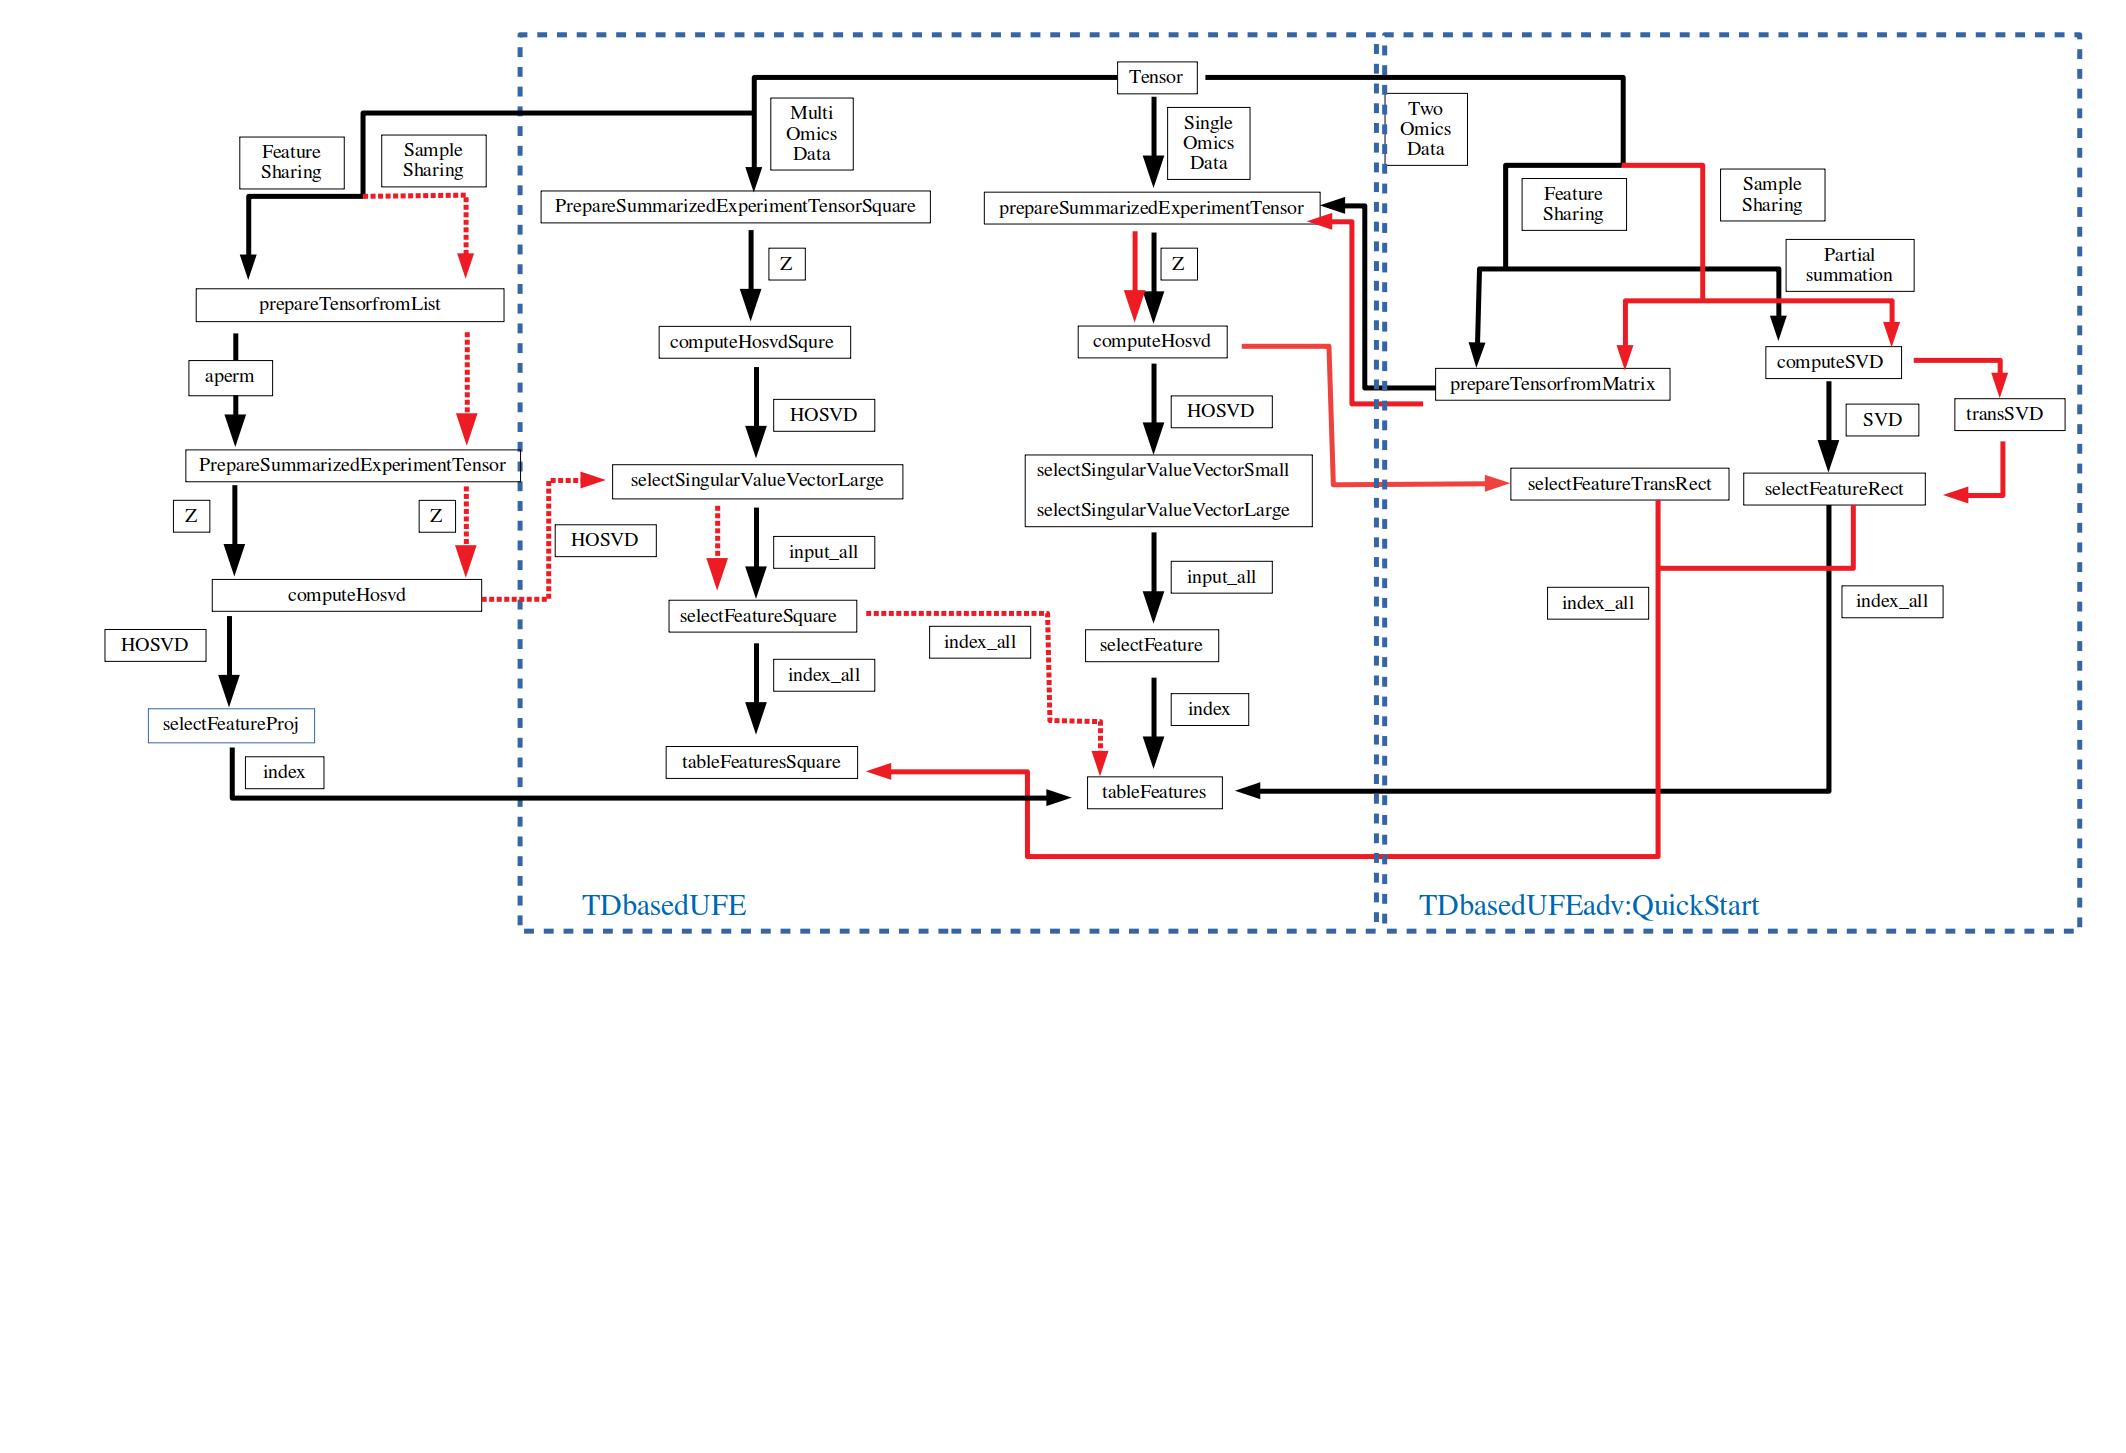 Tensor
Multi
Omics
Data
Single
Omics
Data
Two
Omics
Data
Feature
Sharing
Sample
Sharing
Feature
Sharing
Sample
Sharing
PrepareSummarizedExperimentTensorSquare
prepareSummarizedExperimentTensor
Partial
summation
Z
Z
prepareTensorfromList
computeHosvdSqure
computeHosvd
prepareTensorfromMatrix
computeSVD
aperm
HOSVD
HOSVD
SVD
transSVD
PrepareSummarizedExperimentTensor
selectSingularValueVectorLarge
selectSingularValueVectorSmall
selectSingularValueVectorLarge
selectFeatureTransRect
selectFeatureRect
Z
Z
HOSVD
input_all
input_all
computeHosvd
selectFeatureSquare
index_all
index_all
index_all
HOSVD
selectFeature
index_all
selectFeatureProj
index
index
tableFeaturesSquare
tableFeatures
TDbasedUFE
TDbasedUFEadv:QuickStart